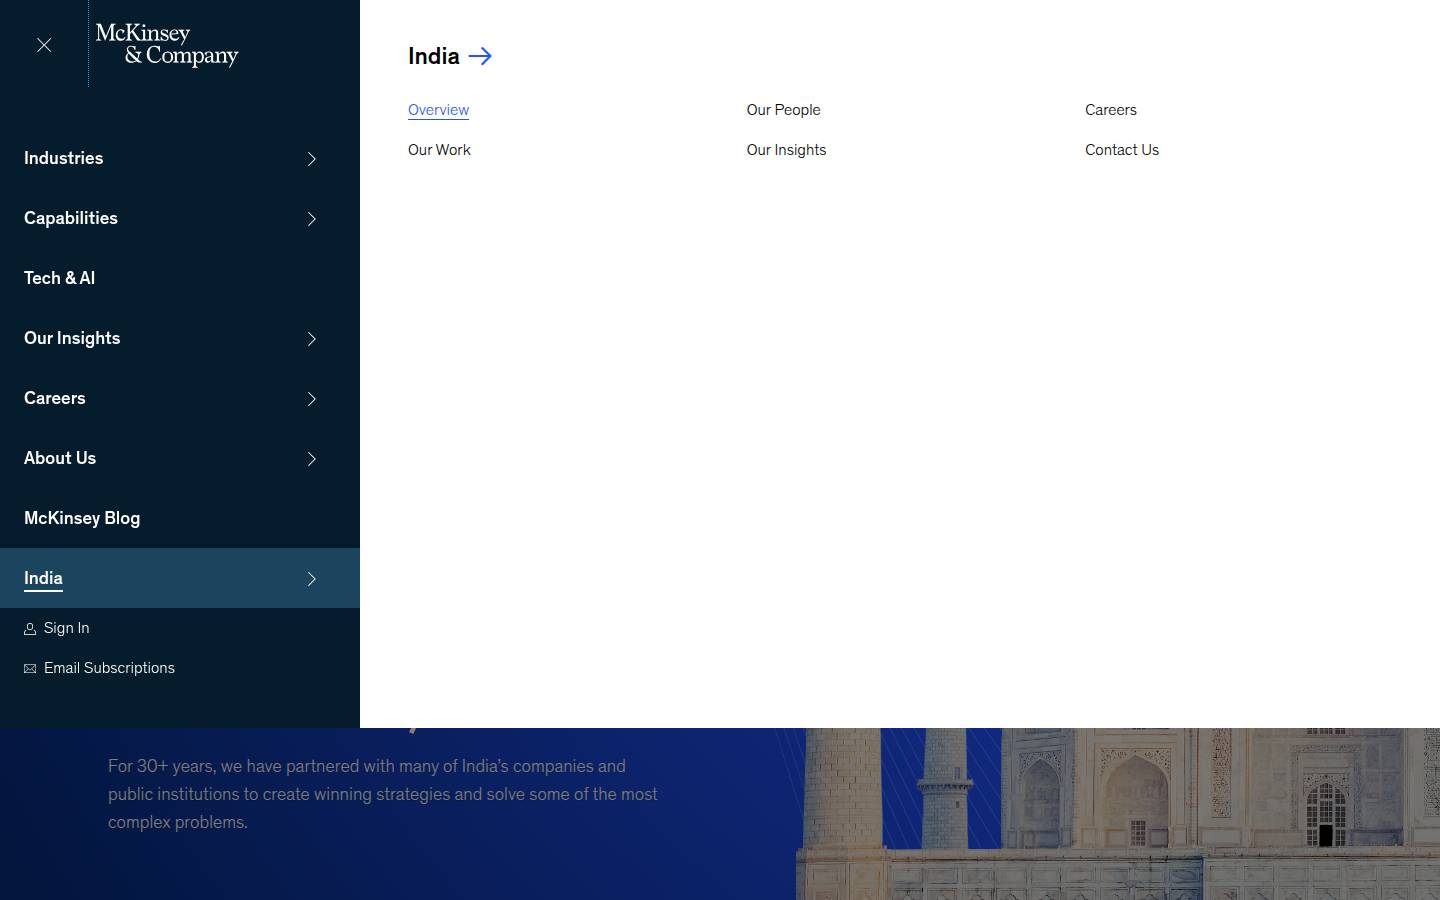 McKinsey
& Company
Industries
Capabilities
Tech & AI
Our Insights
Careers
About Us
McKinsey Blog
India
Sign In
Email Subscriptions
India
Overview
Our People
Careers
Our Work
Our Insights
Contact Us
For 30+ years, we have partnered with many of India's companies and
public institutions to create winning strategies and solve some of the most
complex problems.